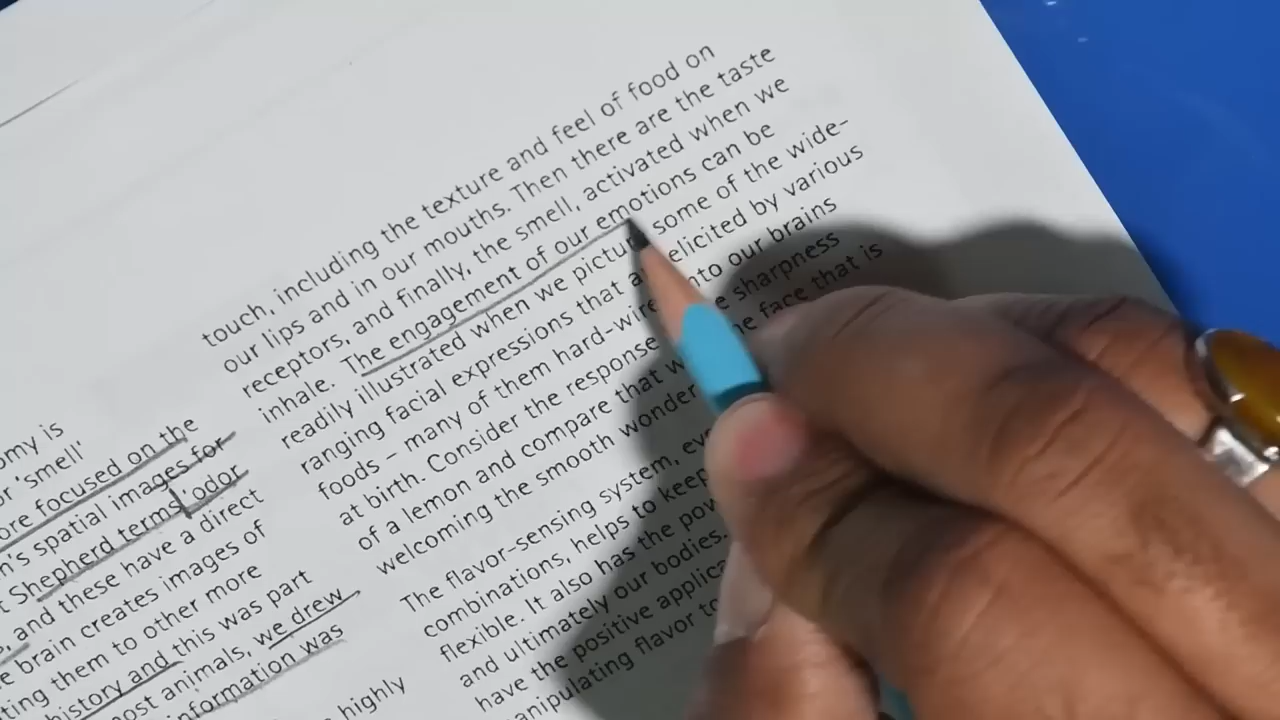 omy is
or 'smell'
ore focused on the
n's spatial images for
t Shepherd terms 'odor
, and these have a direct
e brain creates images of
ting them to other more
history and this was part
ost animals, we drew
information was
highly
touch, including the texture and feel of food on
our lips and in our mouths. Then there are the taste
receptors, and finally, the smell, activated when we
inhale. The engagement of our emotions can be
readily illustrated when we picture some of the wide-
ranging facial expressions that a elicited by various
foods – many of them hard-wire into our brains
at birth. Consider the response e sharpness
of a lemon and compare that w he face that is
welcoming the smooth wonder
The flavor-sensing system, eve
combinations, helps to keep
flexible. It also has the pow
and ultimately our bodies.
have the positive applica
anipulating flavor to